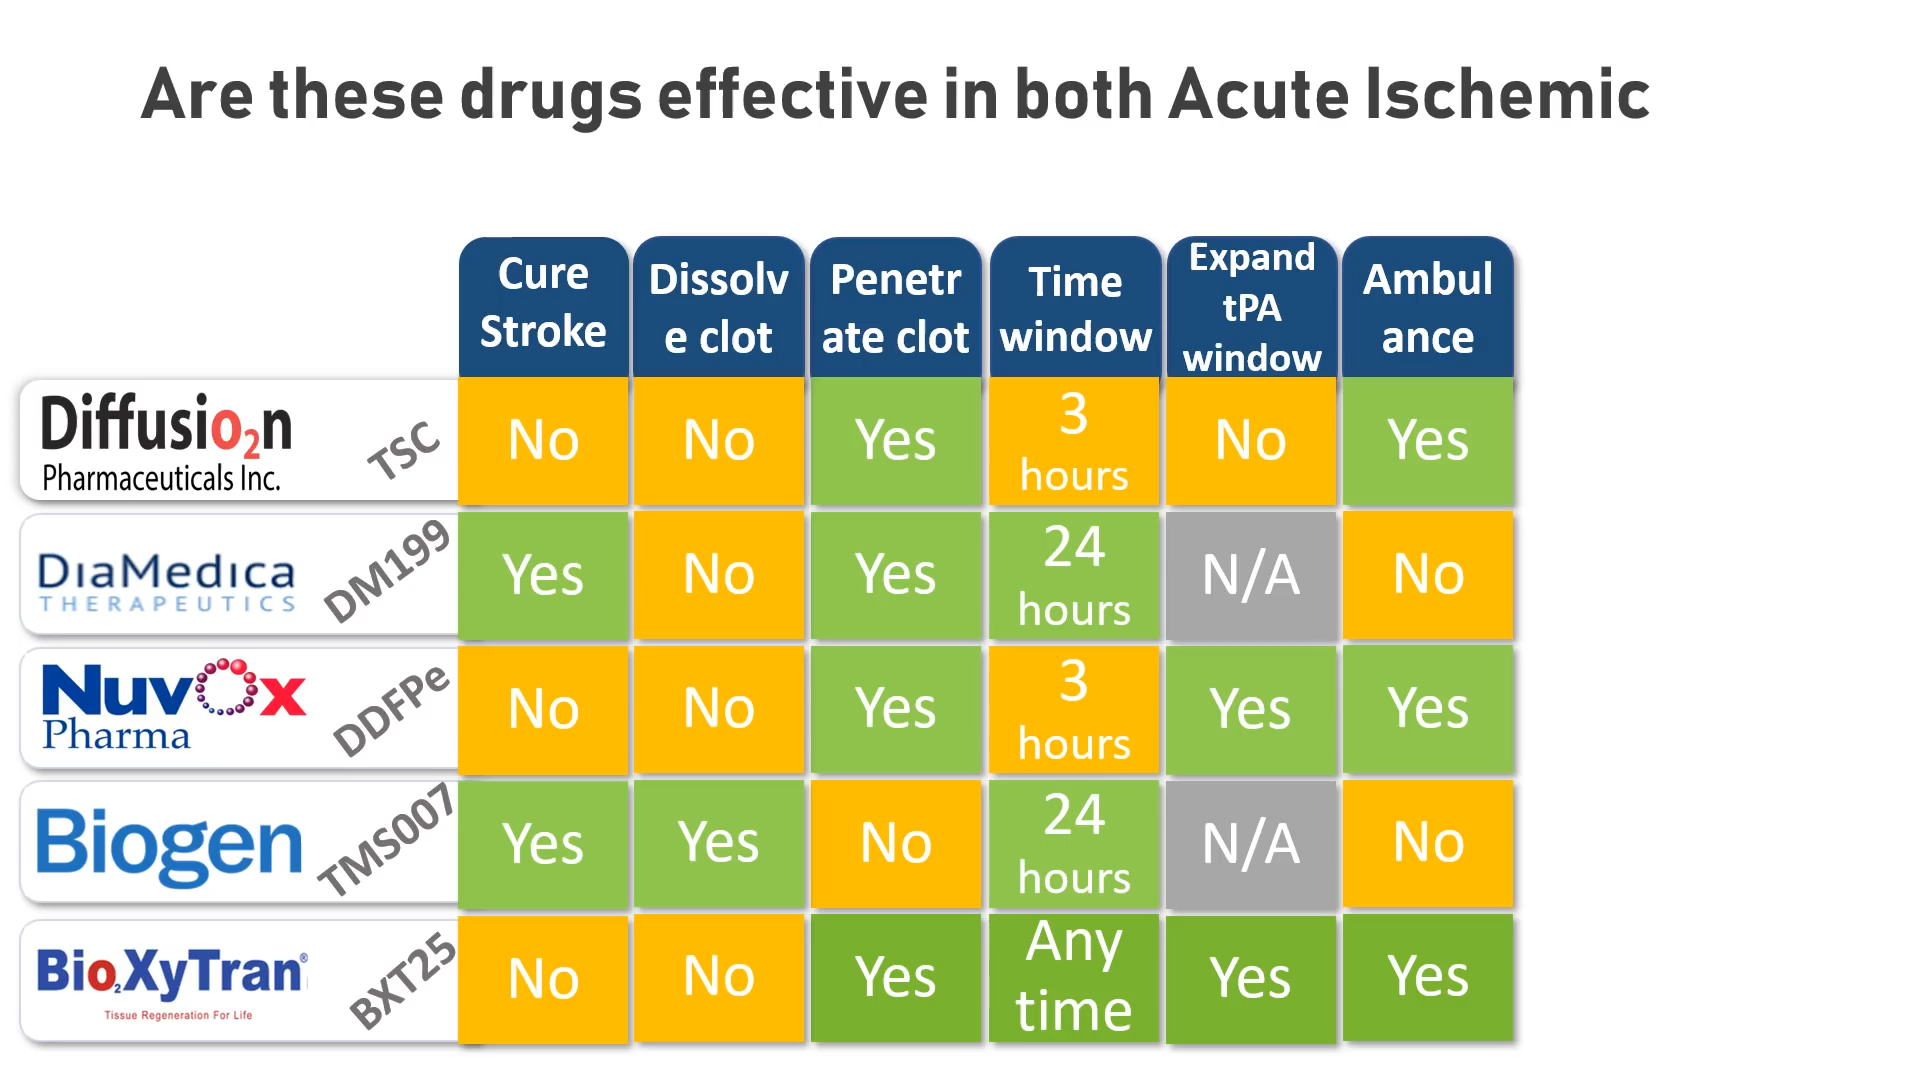 Are these drugs effective in both Acute Ischemic
Cure
Stroke
Dissolv
e clot
Penetr
ate clot
Time
window
Expand
tPA
window
Ambul
ance
Diffusio2n
Pharmaceuticals Inc.
TSC
No
No
Yes
3
hours
No
Yes
DiaMedica
THERAPEUTICS
DM199
Yes
No
Yes
24
hours
N/A
No
NuvOx
Pharma
DDFPe
No
No
Yes
3
hours
Yes
Yes
Biogen
TMS007
Yes
Yes
No
24
hours
N/A
No
Bio2XyTran®
Tissue Regeneration For Life
BXT25
No
No
Yes
Any
time
Yes
Yes